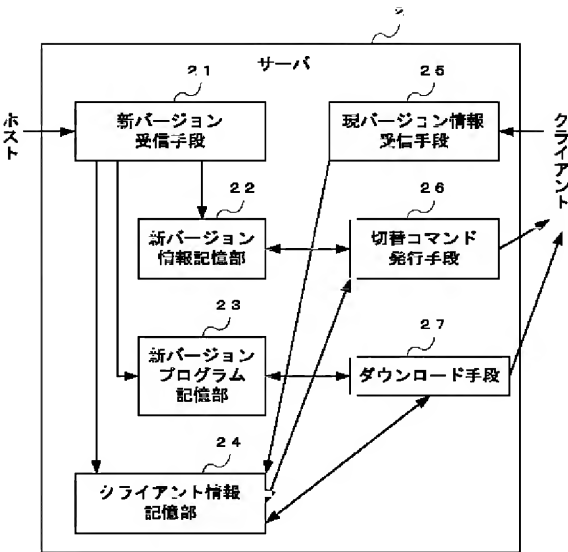 2
サーバ
ホスト
クライアント
21
新バージョン
受信手段
25
現バージョン情報
受信手段
22
新バージョン
情報記憶部
26
切替コマンド
発行手段
23
新バージョン
プログラム
記憶部
27
ダウンロード手段
24
クライアント情報
記憶部